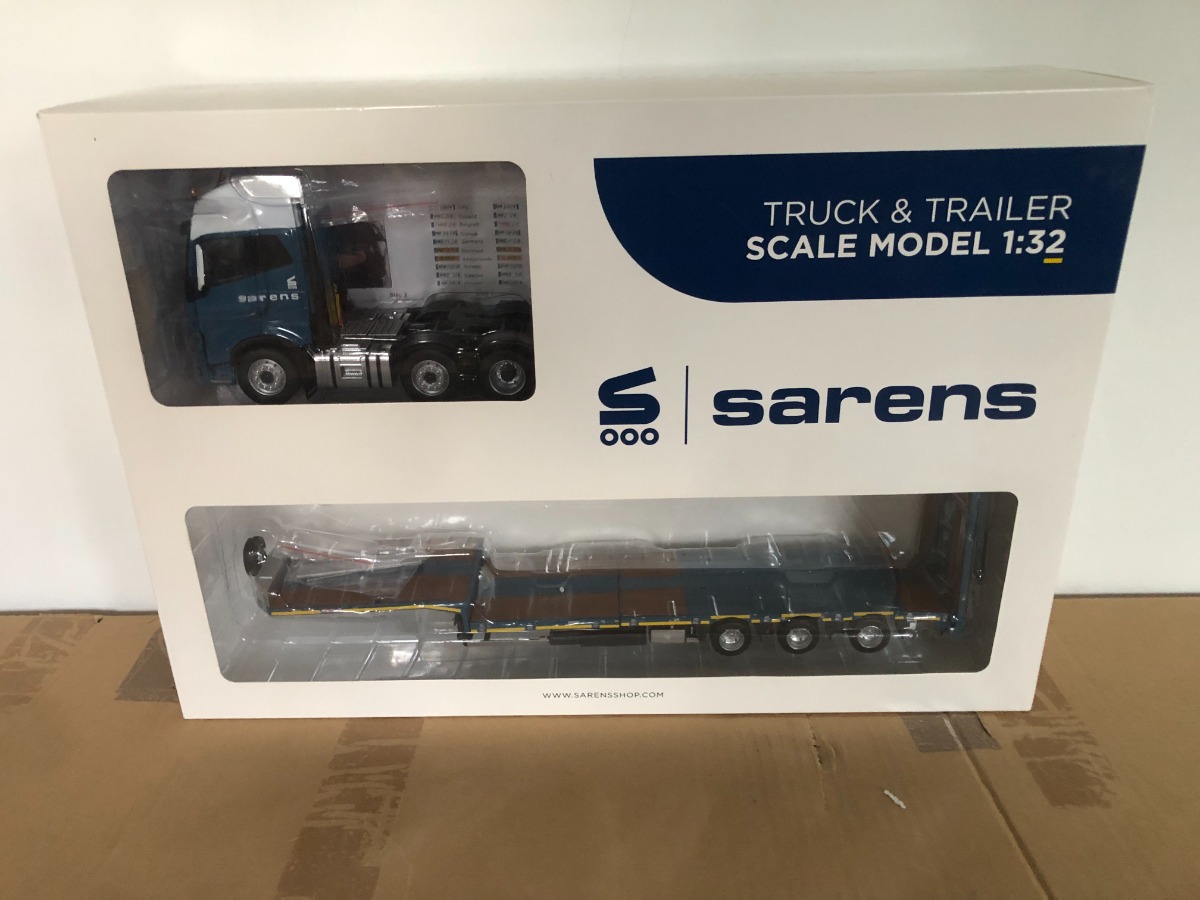 TRUCK & TRAILER
SCALE MODEL 1:32
sarens
sarens
WWW.SARENSSHOP.COM